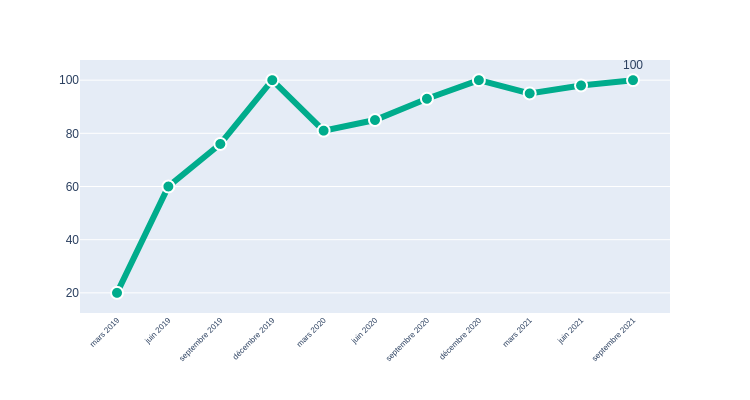 100
100
80
60
40
20
mars 2019
juin 2019
septembre 2019
décembre 2019
mars 2020
juin 2020
septembre 2020
décembre 2020
mars 2021
juin 2021
septembre 2021